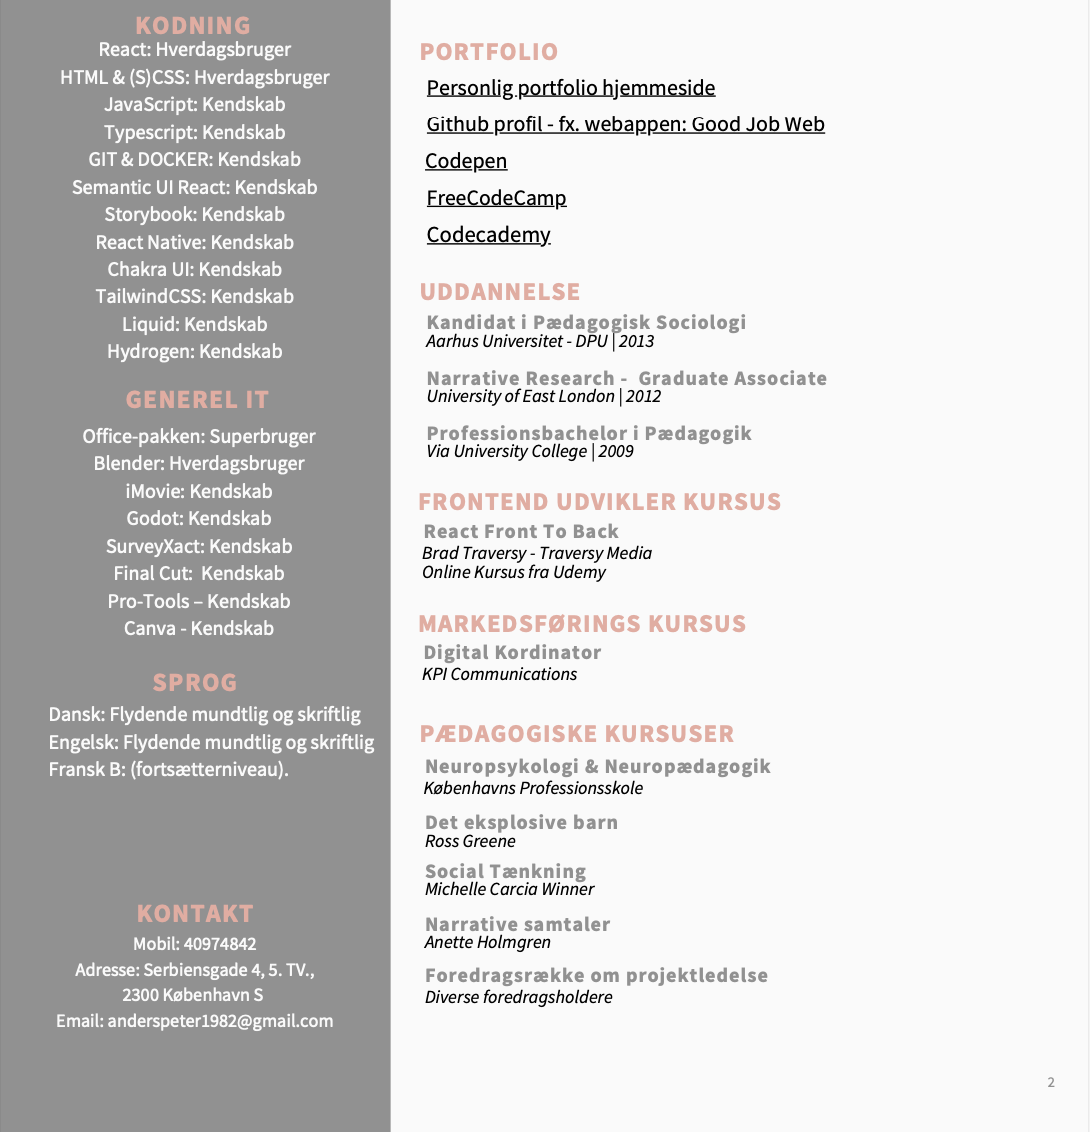 KODNING
React: Hverdagsbruger
HTML & (S)CSS: Hverdagsbruger
JavaScript: Kendskab
Typescript: Kendskab
GIT & DOCKER: Kendskab
Semantic UI React: Kendskab
Storybook: Kendskab
React Native: Kendskab
Chakra UI: Kendskab
TailwindCSS: Kendskab
Liquid: Kendskab
Hydrogen: Kendskab
GENEREL IT
Office-pakken: Superbruger
Blender: Hverdagsbruger
iMovie: Kendskab
Godot: Kendskab
SurveyXact: Kendskab
Final Cut:  Kendskab
Pro-Tools – Kendskab
Canva - Kendskab
SPROG
Dansk: Flydende mundtlig og skriftlig
Engelsk: Flydende mundtlig og skriftlig
Fransk B: (fortsætterniveau).
KONTAKT
Mobil: 40974842
Adresse: Serbiensgade 4, 5. TV.,
2300 København S
Email: anderspeter1982@gmail.com
PORTFOLIO
Personlig portfolio hjemmeside
Github profil - fx. webappen: Good Job Web
Codepen
FreeCodeCamp
Codecademy
UDDANNELSE
Kandidat i Pædagogisk Sociologi
Aarhus Universitet - DPU | 2013
Narrative Research -  Graduate Associate
University of East London | 2012
Professionsbachelor i Pædagogik
Via University College | 2009
FRONTEND UDVIKLER KURSUS
React Front To Back
Brad Traversy - Traversy Media
Online Kursus fra Udemy
MARKEDSFØRINGS KURSUS
Digital Kordinator
KPI Communications
PÆDAGOGISKE KURSUSER
Neuropsykologi & Neuropædagogik
Københavns Professionsskole
Det eksplosive barn
Ross Greene
Social Tænkning
Michelle Carcia Winner
Narrative samtaler
Anette Holmgren
Foredragsrække om projektledelse
Diverse foredragsholdere
2